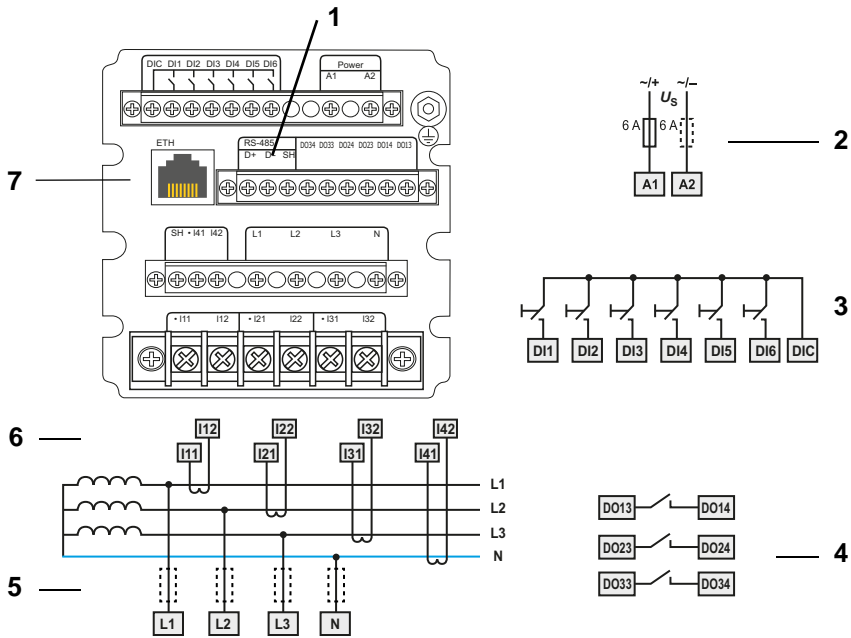 1
DIC DI1 DI2 DI3 DI4 DI5 DI6
Power
A1 A2
ETH
RS-485
D+ D- SH
DO34 DO33 DO24 DO23 DO14 DO13
7
SH • I41 I42
L1 L2 L3 N
• I11 I12 • I21 I22 • I31 I32
~/+ ~/–
US
6 A 6 A
2
A1 A2
3
DI1 DI2 DI3 DI4 DI5 DI6 DIC
6
I12 I22 I32 I42
I11 I21 I31 I41
L1
L2
L3
N
5
L1 L2 L3 N
DO13 DO14
DO23 DO24
4
DO33 DO34